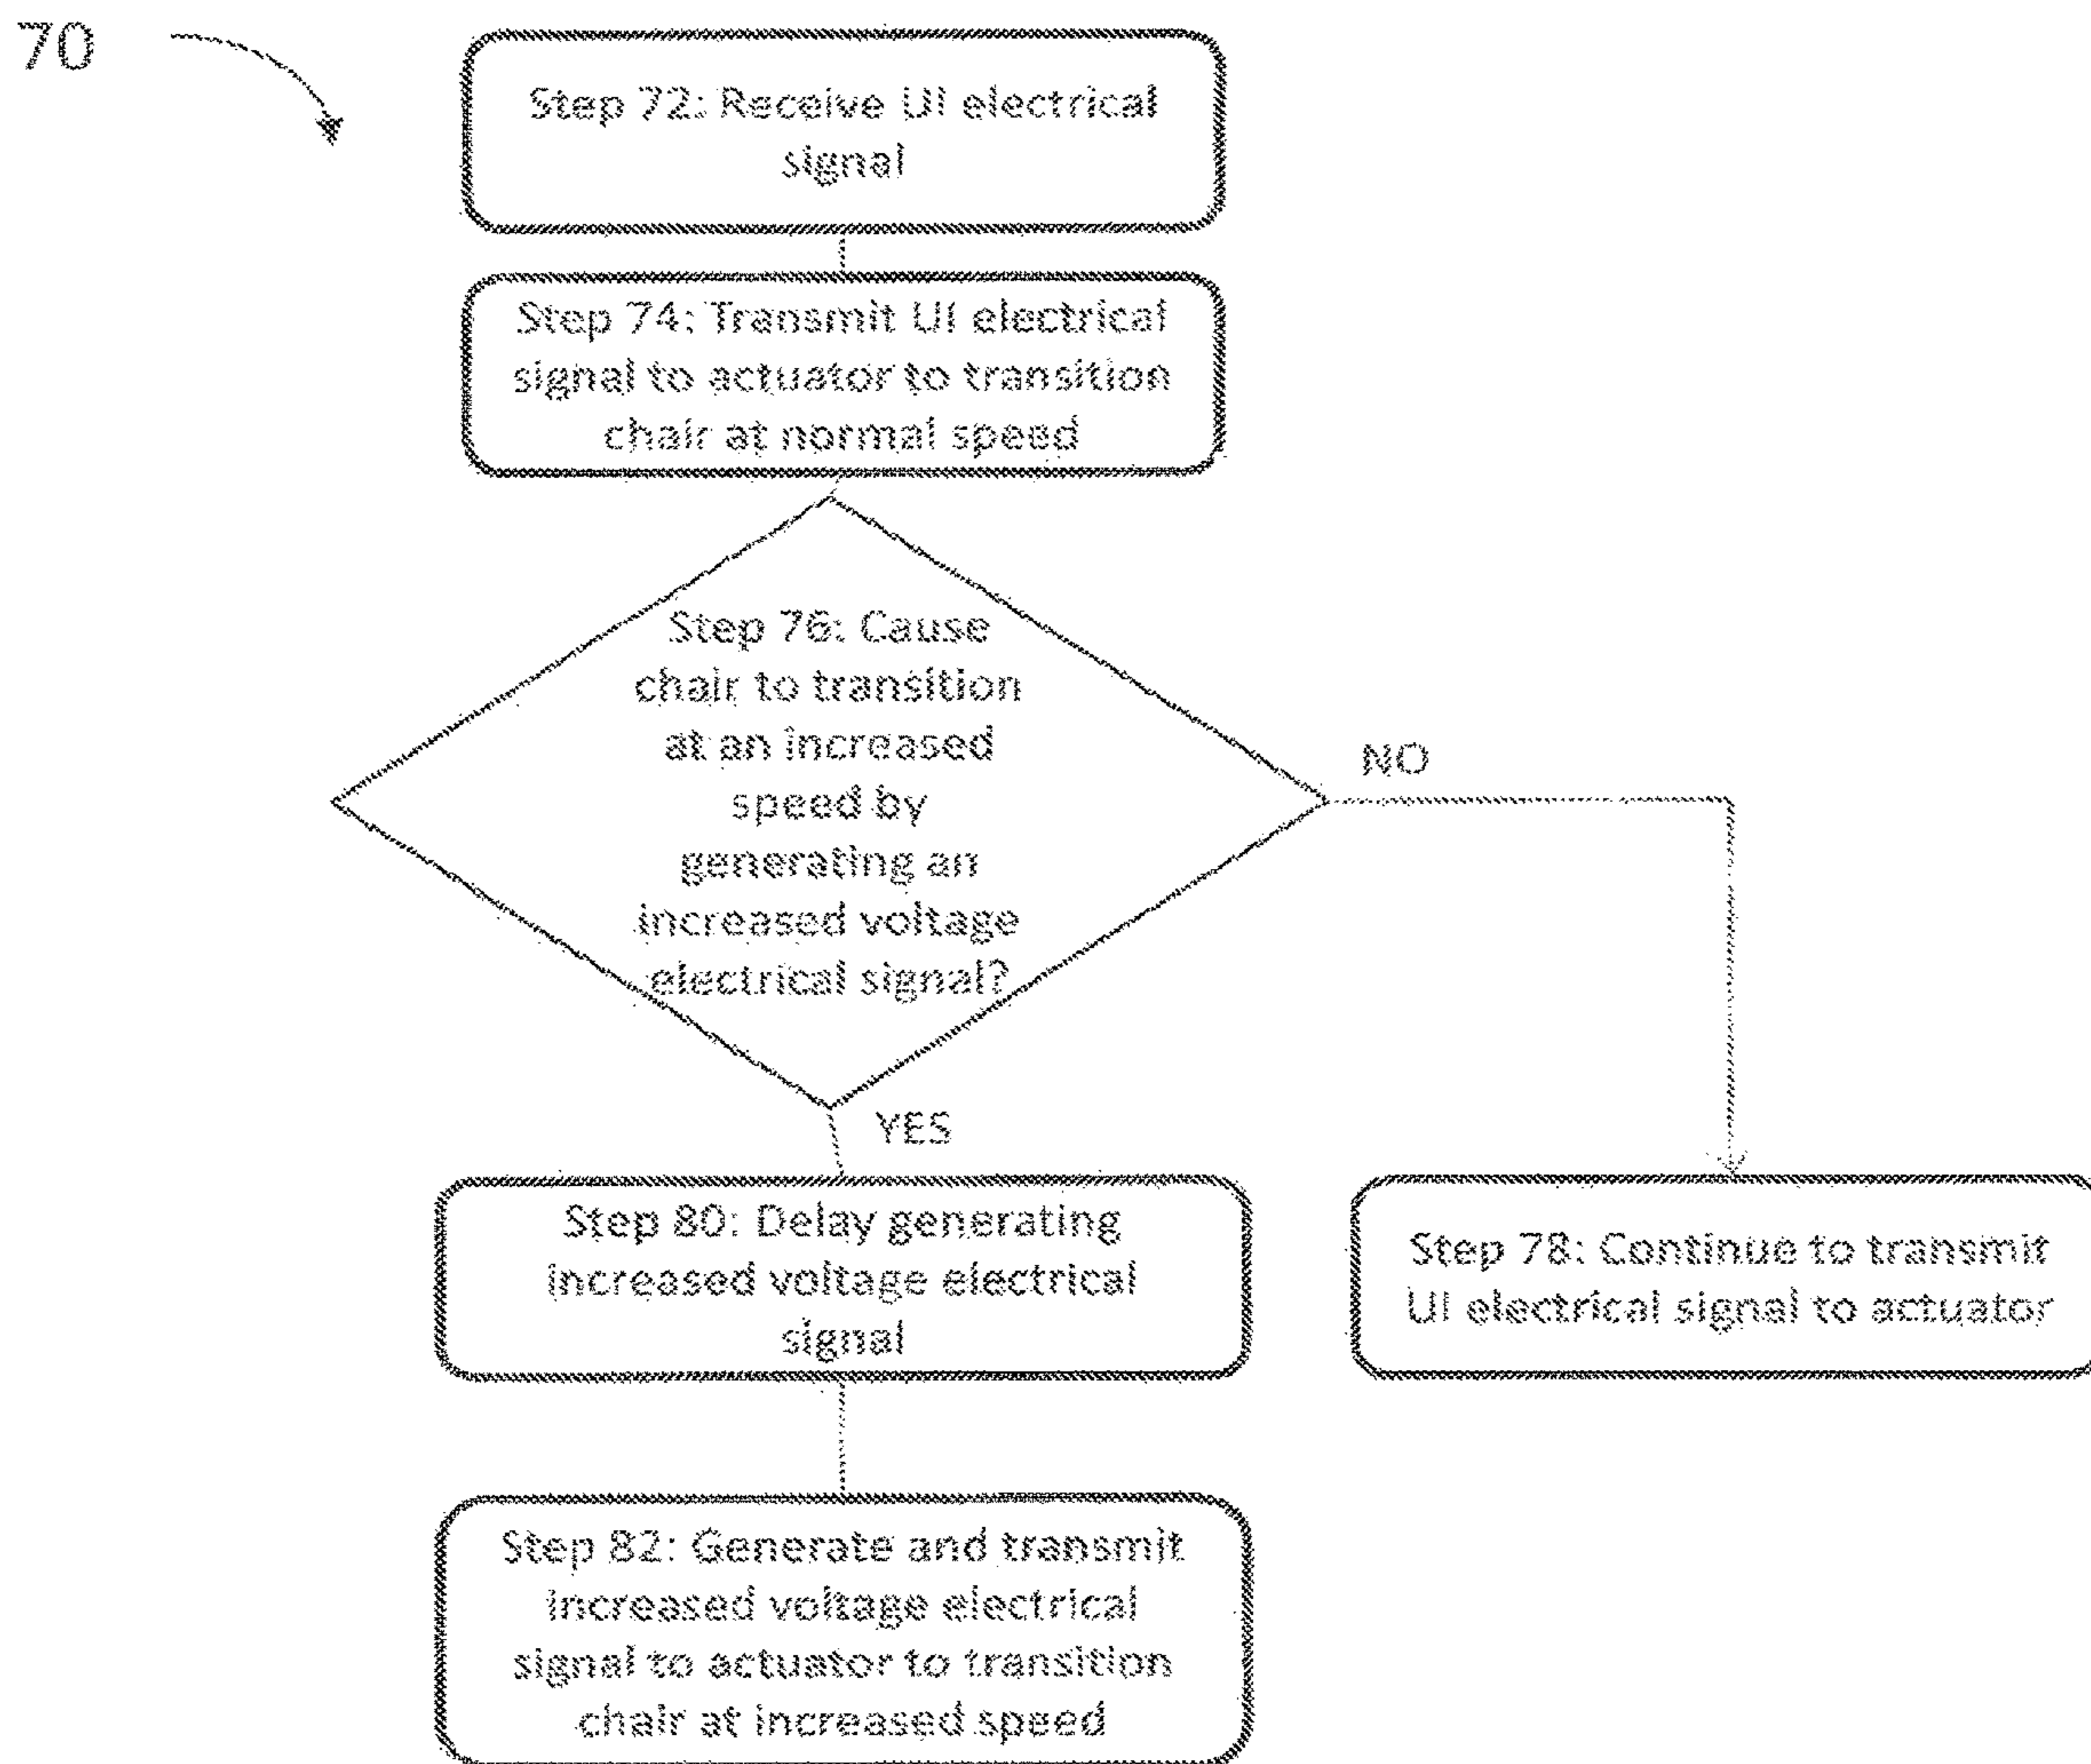 70
Step 72: Receive UI electrical
signal
Step 74: Transmit UI electrical
signal to actuator to transition
chair at normal speed
Step 76: Cause
chair to transition
at an increased
speed by
generating an
increased voltage
electrical signal?
NO
YES
Step 80: Delay generating
increased voltage electrical
signal
Step 78: Continue to transmit
UI electrical signal to actuator
Step 82: Generate and transmit
increased voltage electrical
signal to actuator to transition
chair at increased speed